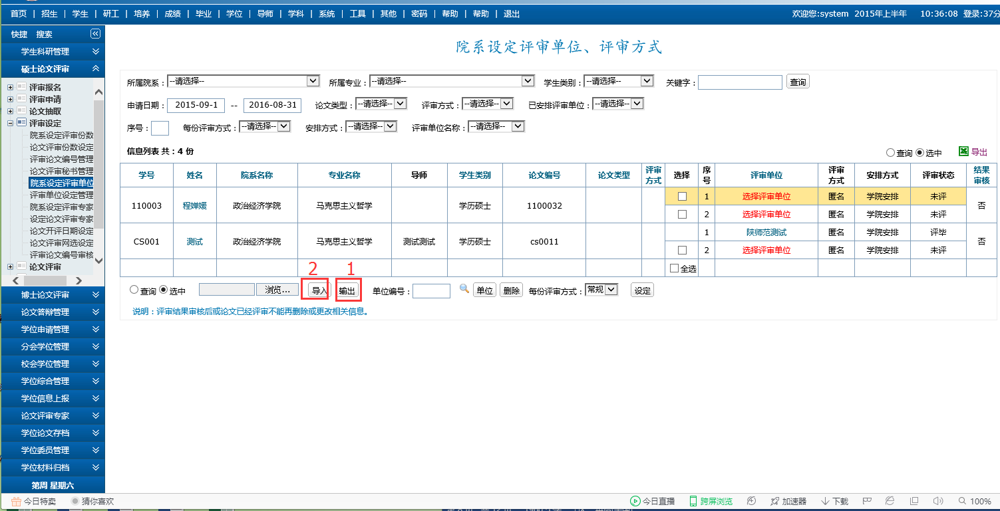 首页 | 招生 | 学生 | 研工 | 培养 | 成绩 | 毕业 | 学位 | 导师 | 学科 | 系统 | 工具 | 其他 | 密码 | 帮助 | 帮助 | 退出 欢迎您:system 2015年上半年 10:36:08 登录:37分
快捷 搜索
学生科研管理
硕士论文评审
评审报名
评审申请
论文抽取
评审设定
院系设定评审份数
论文评审份数设定
评审论文编号管理
论文评审秘书管理
院系设定评审单位
评审单位设定管理
院系设定评审专家
设定论文评审专家
论文开评日期设定
论文评审网选设定
评审论文编号审核
论文评审
博士论文评审
论文答辩管理
学位申请管理
分会学位管理
校会学位管理
学位综合管理
学位信息上报
论文评审专家
学位论文存档
学位委员管理
学位材料归档
第周 星期六
院系设定评审单位、评审方式
所属院系：--请选择-- 所属专业：--请选择-- 学生类别：--请选择-- 关键字： 查询
申请日期：2015-09-1 -- 2016-08-31 论文类型：--请选择-- 评审方式：--请选择-- 已安排评审单位：--请选择--
序号： 每份评审方式：--请选择-- 安排方式：--请选择-- 评审单位名称：--请选择--
信息列表 共：4 份 查询 选中 导出
学号 姓名 院系名称 专业名称 导师 学生类别 论文编号 论文类型 评审方式 选择 序号 评审单位 评审方式 安排方式 评审状态 结果审核
110003 程婵媛 政治经济学院 马克思主义哲学 学历硕士 1100032 1 选择评审单位 匿名 学院安排 未评 否
2 选择评审单位 匿名 学院安排 未评
CS001 测试 政治经济学院 马克思主义哲学 测试测试 学历硕士 cs0011 1 陕师范测试 匿名 学院安排 评毕 否
2 选择评审单位 匿名 学院安排 未评
全选
2 1
查询 选中 浏览... 导入 输出 单位编号： 单位 删除 每份评审方式：常规 设定
说明：评审结果审核后或论文已经评审不能再删除或更改相关信息。
今日特卖 猜你喜欢 今日直播 跨屏浏览 加速器 下载 100%